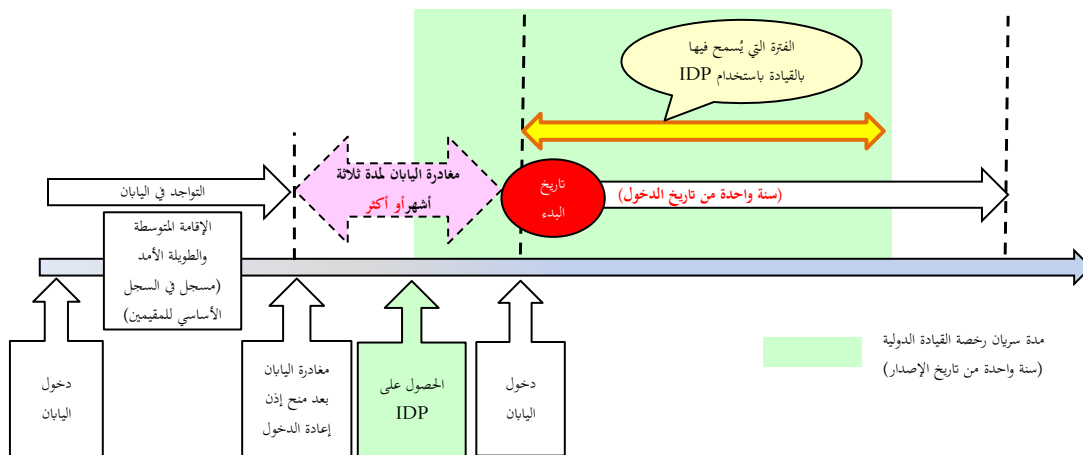 الفترة التي يُسمح فيها
بالقيادة باستخدام IDP
التواجد في اليابان
مغادرة اليابان لمدة ثلاثة
أشهرأو أكثر
تاريخ
البدء
(سنة واحدة من تاريخ الدخول)
الإقامة المتوسطة
والطويلة الأمد
(مسجل في السجل
الأساسي للمقيمين)
دخول
اليابان
مغادرة اليابان
بعد منح إذن
إعادة الدخول
الحصول على
IDP
دخول
اليابان
مدة سريان رخصة القيادة الدولية
(سنة واحدة من تاريخ الإصدار)